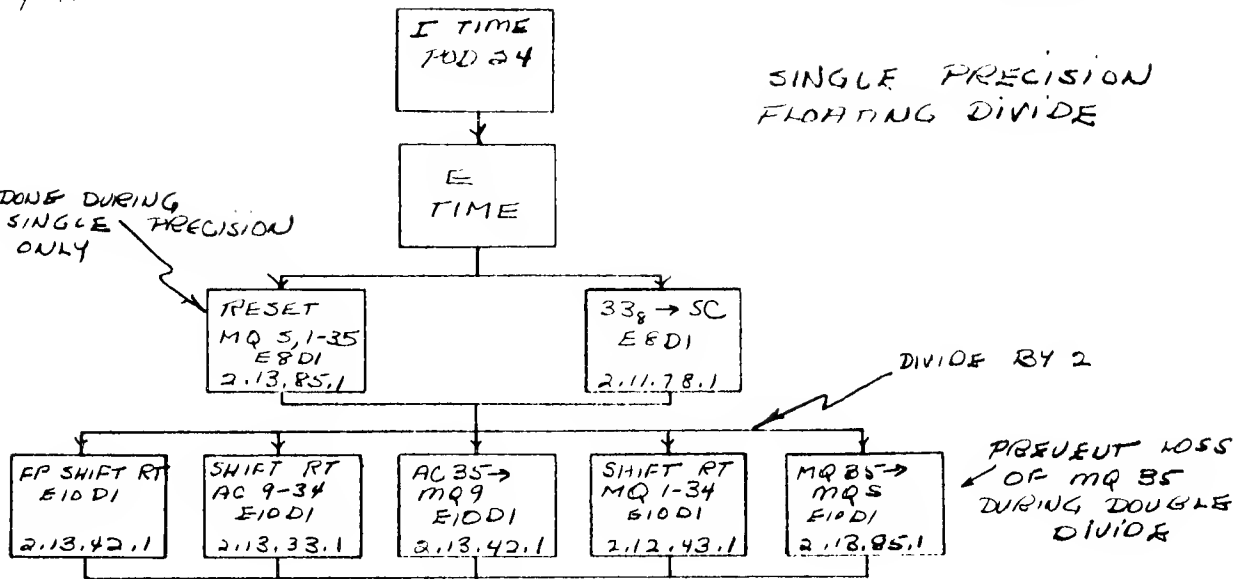 I TIME
POD 24
SINGLE PRECISION
FLOATING DIVIDE
E
TIME
DONE DURING
SINGLE PRECISION
ONLY
RESET
MQ S,1-35
E8D1
2.13.85.1
33₈ → SC
E8D1
2.11.78.1
DIVIDE BY 2
FP SHIFT RT
E10D1
2.13.42.1
SHIFT RT
AC 9-34
E10D1
2.13.33.1
AC 35→
MQ9
E10D1
2.13.42.1
SHIFT RT
MQ 1-34
E10D1
2.12.43.1
MQ 35→
MQS
E10D1
2.13.85.1
PREVENT LOSS
OF MQ 35
DURING DOUBLE
DIVIDE